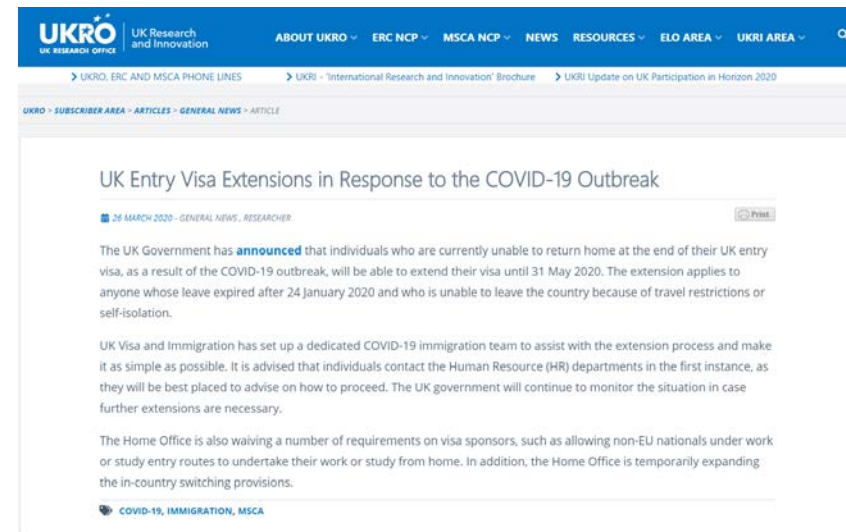 UKRO
UK RESEARCH OFFICE
UK Research
and Innovation
ABOUT UKRO ERC NCP MSCA NCP NEWS RESOURCES ELO AREA UKRI AREA
UKRO, ERC AND MSCA PHONE LINES UKRI - 'International Research and Innovation' Brochure UKRI Update on UK Participation in Horizon 2020
UKRO > SUBSCRIBER AREA > ARTICLES > GENERAL NEWS > ARTICLE
UK Entry Visa Extensions in Response to the COVID-19 Outbreak
26 MARCH 2020 - GENERAL NEWS , RESEARCHER
Print
The UK Government has announced that individuals who are currently unable to return home at the end of their UK entry
visa, as a result of the COVID-19 outbreak, will be able to extend their visa until 31 May 2020. The extension applies to
anyone whose leave expired after 24 January 2020 and who is unable to leave the country because of travel restrictions or
self-isolation.
UK Visa and Immigration has set up a dedicated COVID-19 immigration team to assist with the extension process and make
it as simple as possible. It is advised that individuals contact the Human Resource (HR) departments in the first instance, as
they will be best placed to advise on how to proceed. The UK government will continue to monitor the situation in case
further extensions are necessary.
The Home Office is also waiving a number of requirements on visa sponsors, such as allowing non-EU nationals under work
or study entry routes to undertake their work or study from home. In addition, the Home Office is temporarily expanding
the in-country switching provisions.
COVID-19, IMMIGRATION, MSCA